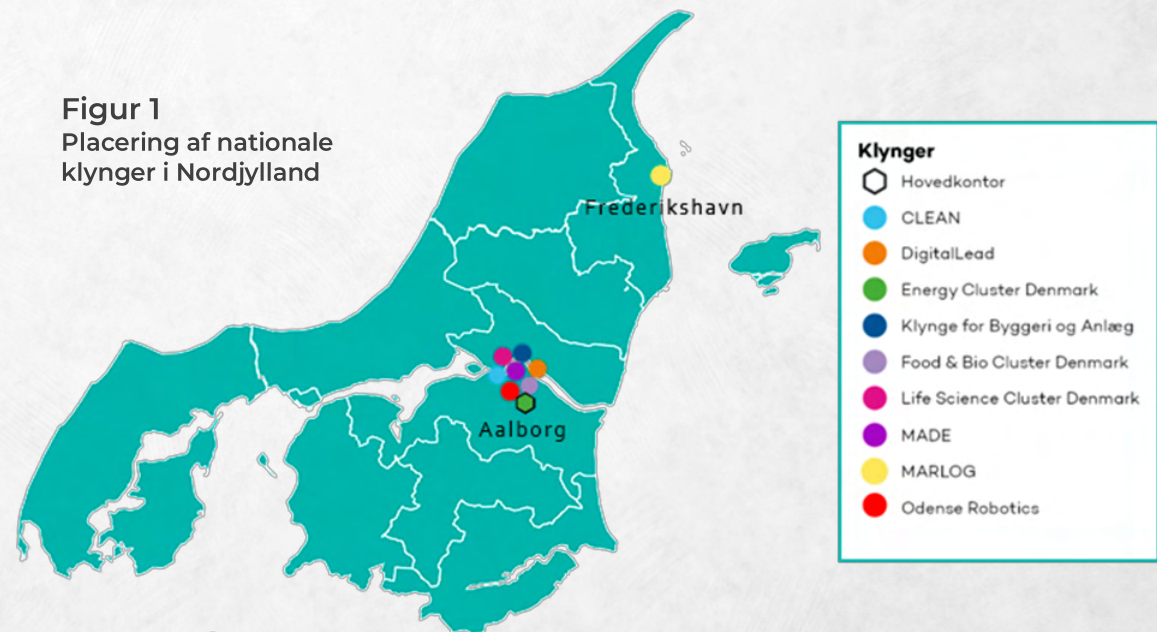 Figur 1
Placering af nationale
klynger i Nordjylland
Frederikshavn
Aalborg
Klynger
Hovedkontor
CLEAN
DigitalLead
Energy Cluster Denmark
Klynge for Byggeri og Anlæg
Food & Bio Cluster Denmark
Life Science Cluster Denmark
MADE
MARLOG
Odense Robotics